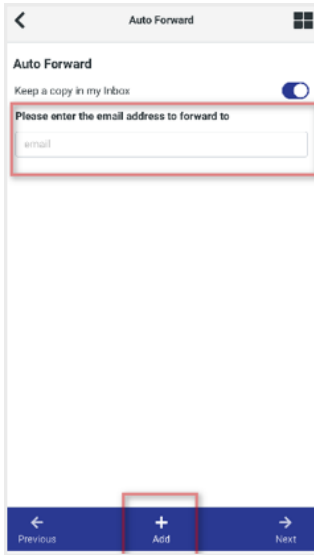 Auto Forward
Auto Forward
Keep a copy in my Inbox
Please enter the email address to forward to
email
Previous
Add
Next